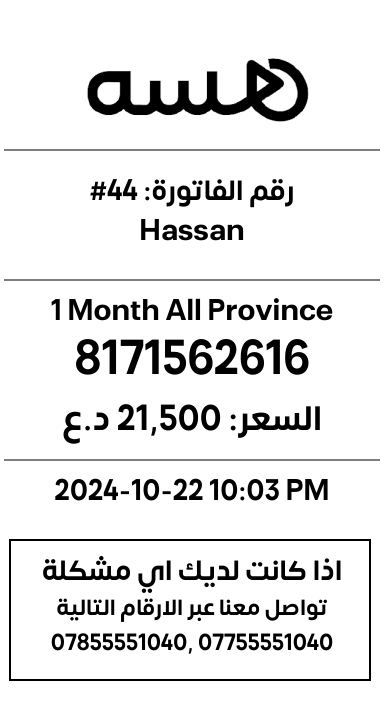 هسه
رقم الفاتورة: 44#
Hassan
1 Month All Province
8171562616
السعر: 21,500 د.ع
2024-10-22 10:03 PM
اذا كانت لديك اي مشكلة
تواصل معنا عبر الارقام التالية
07855551040, 07755551040